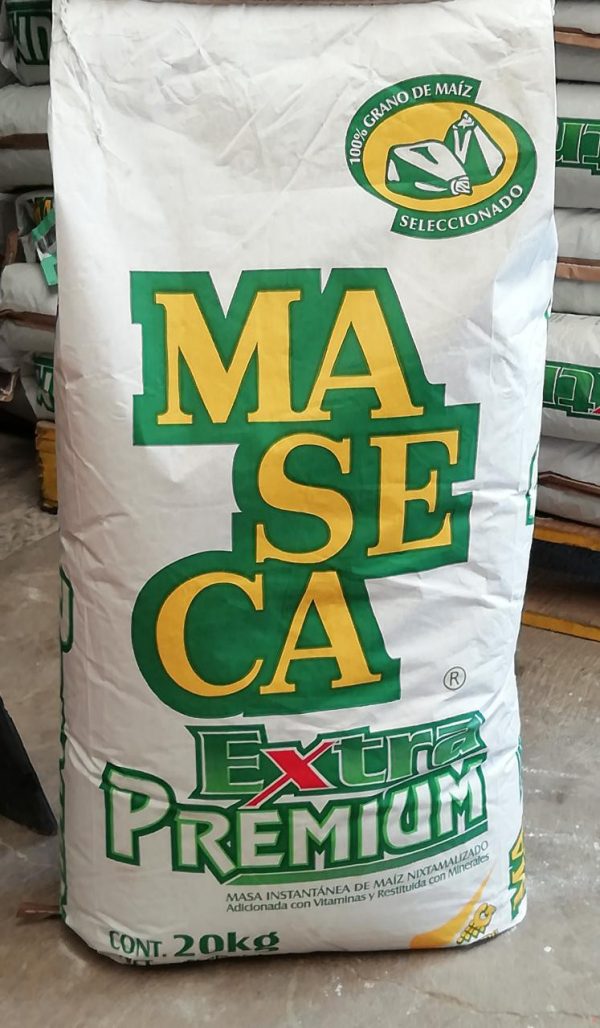 100% GRANO DE MAÍZ
SELECCIONADO
MA
SE
CA
®
Extra
PREMIUM
MASA INSTANTÁNEA DE MAÍZ NIXTAMALIZADO
Adicionada con Vitaminas y Restituida con Minerales
CONT. 20kg